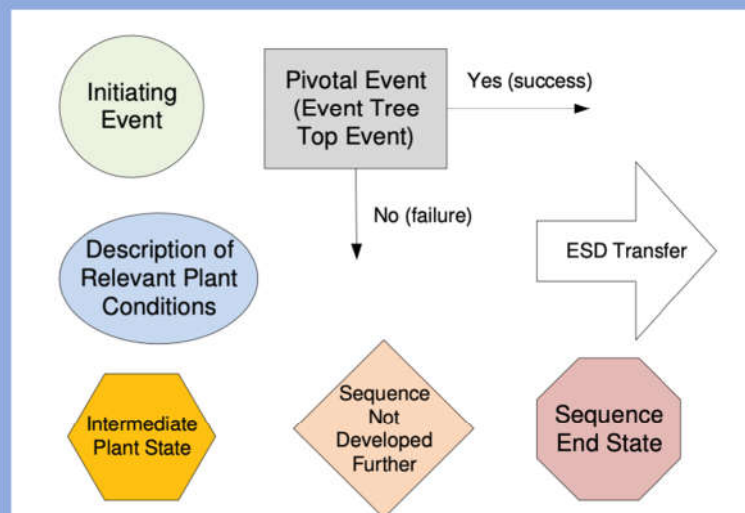 Initiating
Event
Pivotal Event
(Event Tree
Top Event)
Yes (success)
No (failure)
Description of
Relevant Plant
Conditions
ESD Transfer
Intermediate
Plant State
Sequence
Not
Developed
Further
Sequence
End State